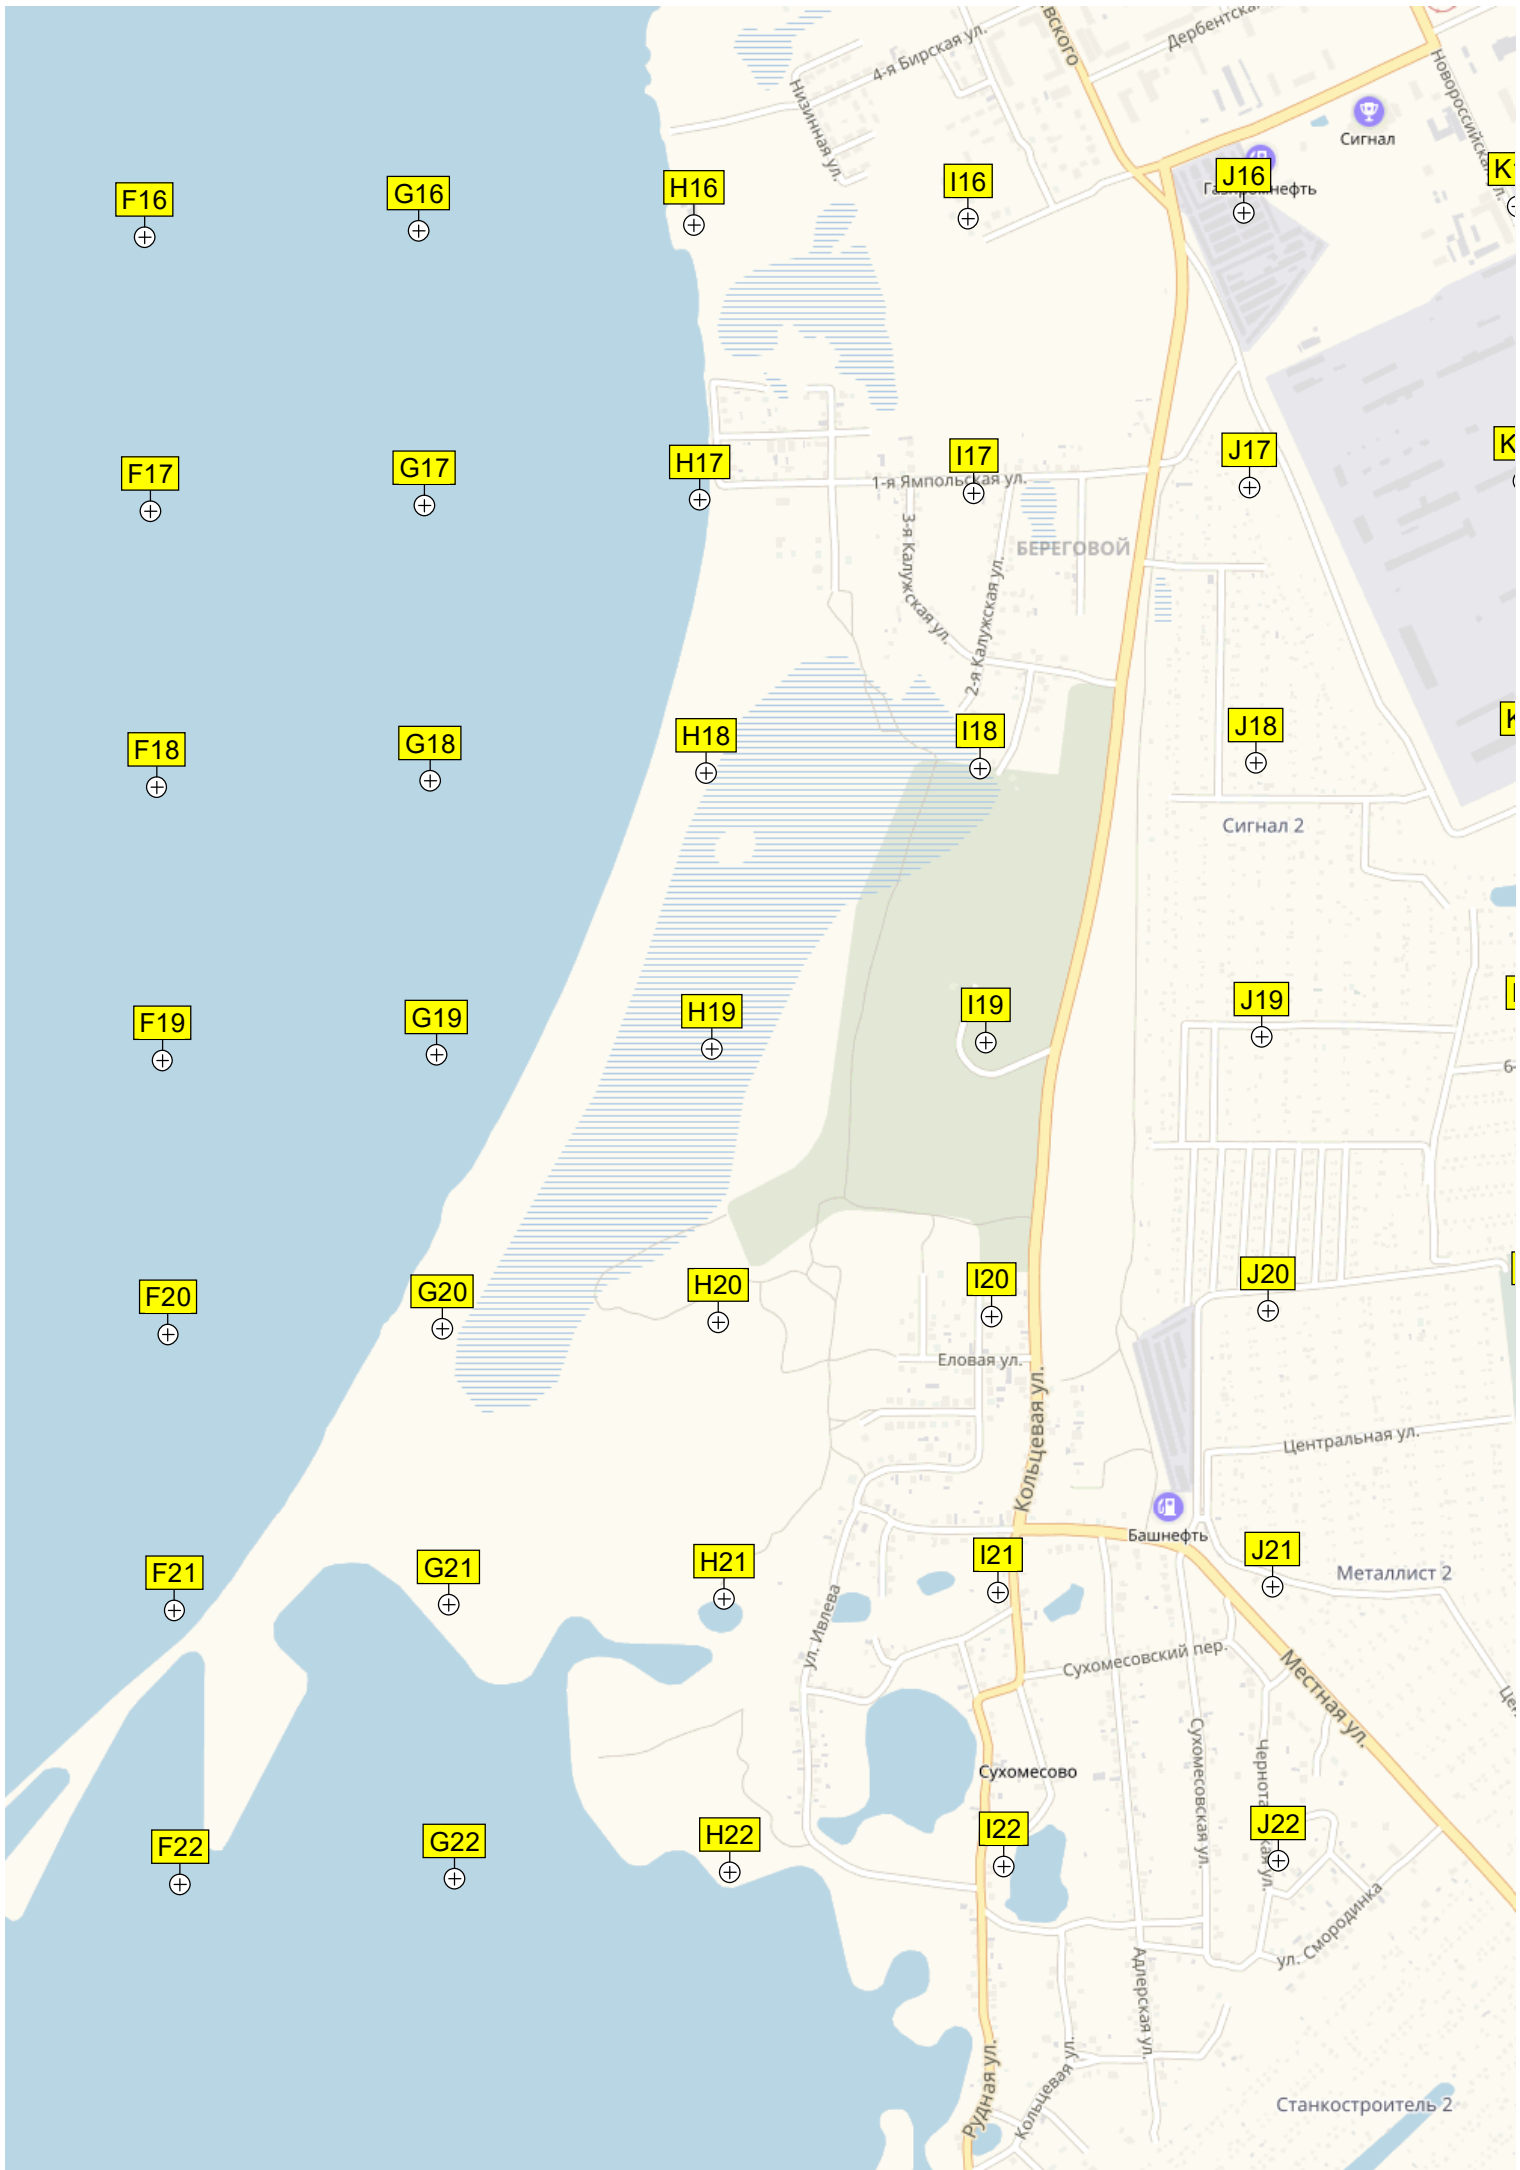 4-я Бирская ул.
Дербентска
вского
Низинная ул.
Новороссийская ул.
Сигнал
F16
G16
H16
I16
J16
Газпромнефть
F17
G17
H17
I17
J17
1-я Ямпольская ул.
3-я Калужская ул.
БЕРЕГОВОЙ
2-я Калужская ул.
F18
G18
H18
I18
J18
Сигнал 2
F19
G19
H19
I19
J19
F20
G20
H20
I20
J20
Еловая ул.
Кольцевая ул.
Центральная ул.
Башнефть
F21
G21
H21
I21
J21
Металлист 2
ул. Ивлева
Сухомесовский пер.
Местная ул.
Сухомесово
Сухомесовская ул.
F22
G22
H22
I22
J22
ул. Смородинка
Адлерская ул.
Рудная ул.
Кольцевая ул.
Станкостроитель 2